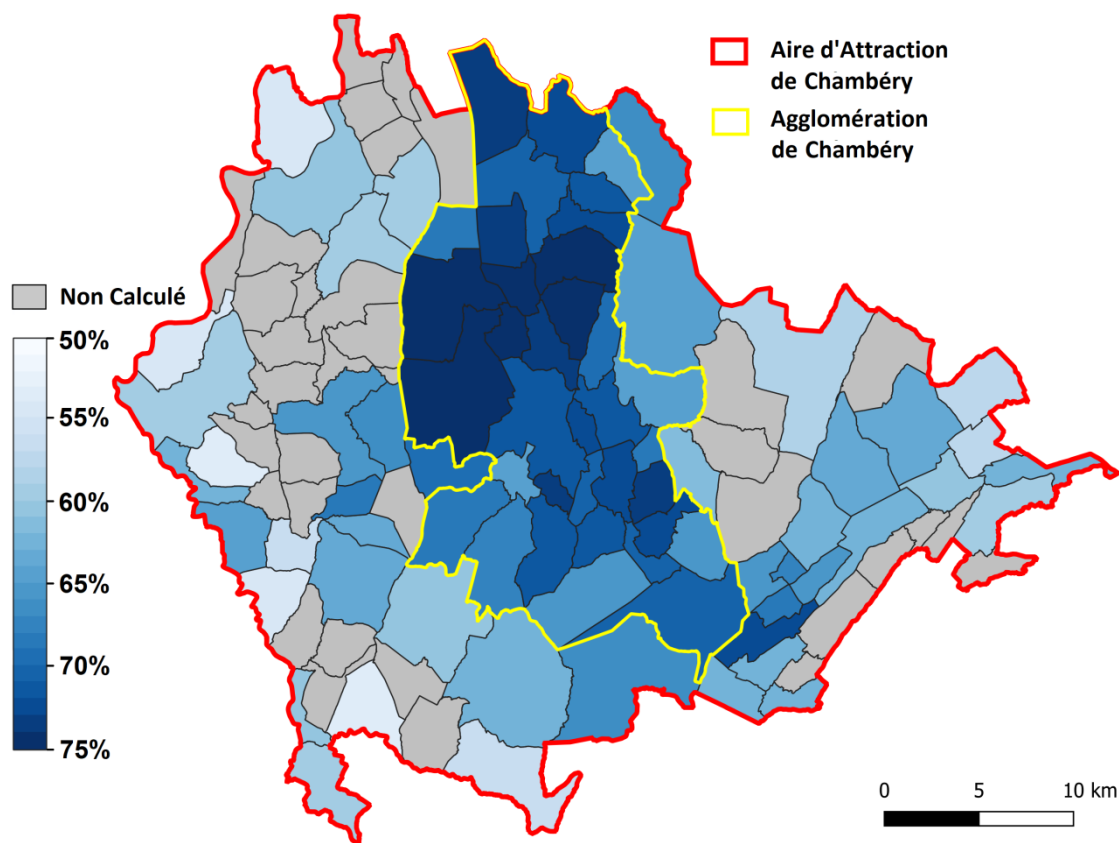 Aire d'Attraction
de Chambéry
Agglomération
de Chambéry
Non Calculé
50%
55%
60%
65%
70%
75%
0 5 10 km